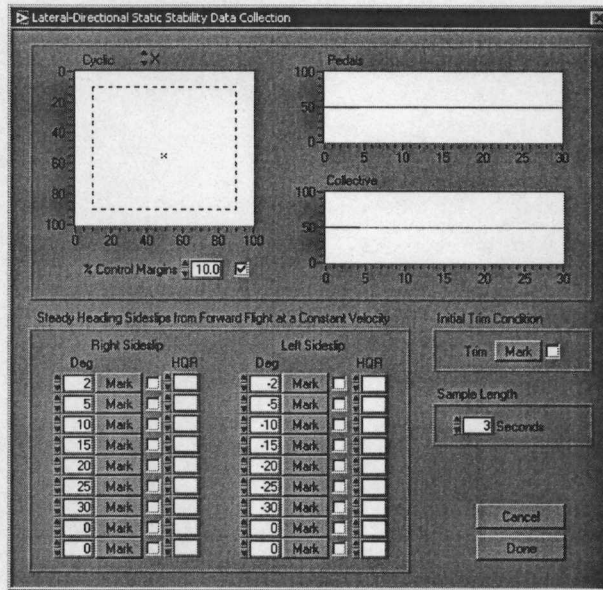 Lateral-Directional Static Stability Data Collection
Cyclic X
0
20
40
60
80
100
0 20 40 60 80 100
% Control Margins 10.0
Pedals
100
50
0
0 5 10 15 20 25 30
Collective
100
50
0
0 5 10 15 20 25 30
Steady Heading Sideslips from Forward Flight at a Constant Velocity
Right Sideslip
Deg HQR
2 Mark
5 Mark
10 Mark
15 Mark
20 Mark
25 Mark
30 Mark
0 Mark
0 Mark
Left Sideslip
Deg HQR
-2 Mark
-5 Mark
-10 Mark
-15 Mark
-20 Mark
-25 Mark
-30 Mark
0 Mark
0 Mark
Initial Trim Condition
Trim Mark
Sample Length
3 Seconds
Cancel
Done